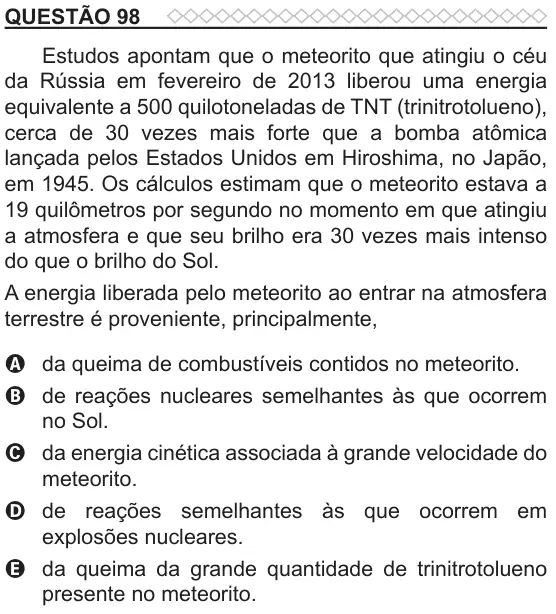 QUESTÃO 98
Estudos apontam que o meteorito que atingiu o céu
da Rússia em fevereiro de 2013 liberou uma energia
equivalente a 500 quilotoneladas de TNT (trinitrotolueno),
cerca de 30 vezes mais forte que a bomba atômica
lançada pelos Estados Unidos em Hiroshima, no Japão,
em 1945. Os cálculos estimam que o meteorito estava a
19 quilômetros por segundo no momento em que atingiu
a atmosfera e que seu brilho era 30 vezes mais intenso
do que o brilho do Sol.
A energia liberada pelo meteorito ao entrar na atmosfera
terrestre é proveniente, principalmente,
A da queima de combustíveis contidos no meteorito.
B de reações nucleares semelhantes às que ocorrem
no Sol.
C da energia cinética associada à grande velocidade do
meteorito.
D de reações semelhantes às que ocorrem em
explosões nucleares.
E da queima da grande quantidade de trinitrotolueno
presente no meteorito.